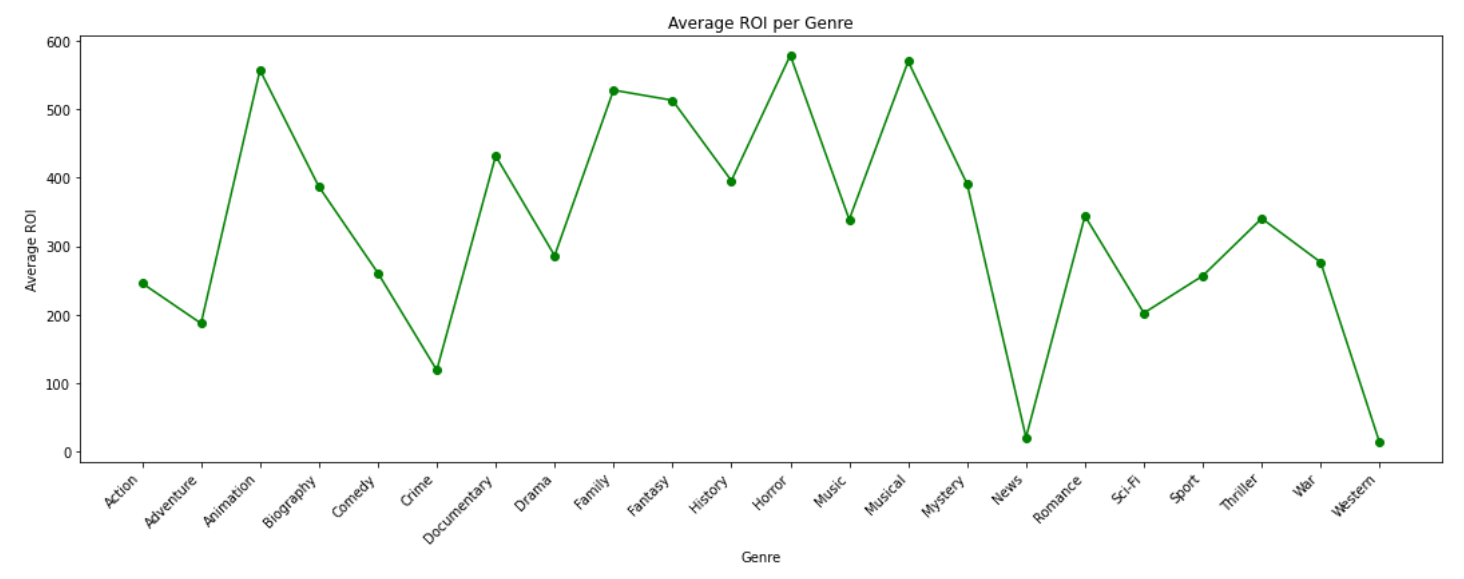 Average ROI per Genre
600
500
400
300
200
100
0
Average ROI
Action
Adventure
Animation
Biography
Comedy
Crime
Documentary
Drama
Family
Fantasy
History
Horror
Music
Musical
Mystery
News
Romance
Sci-Fi
Sport
Thriller
War
Western
Genre